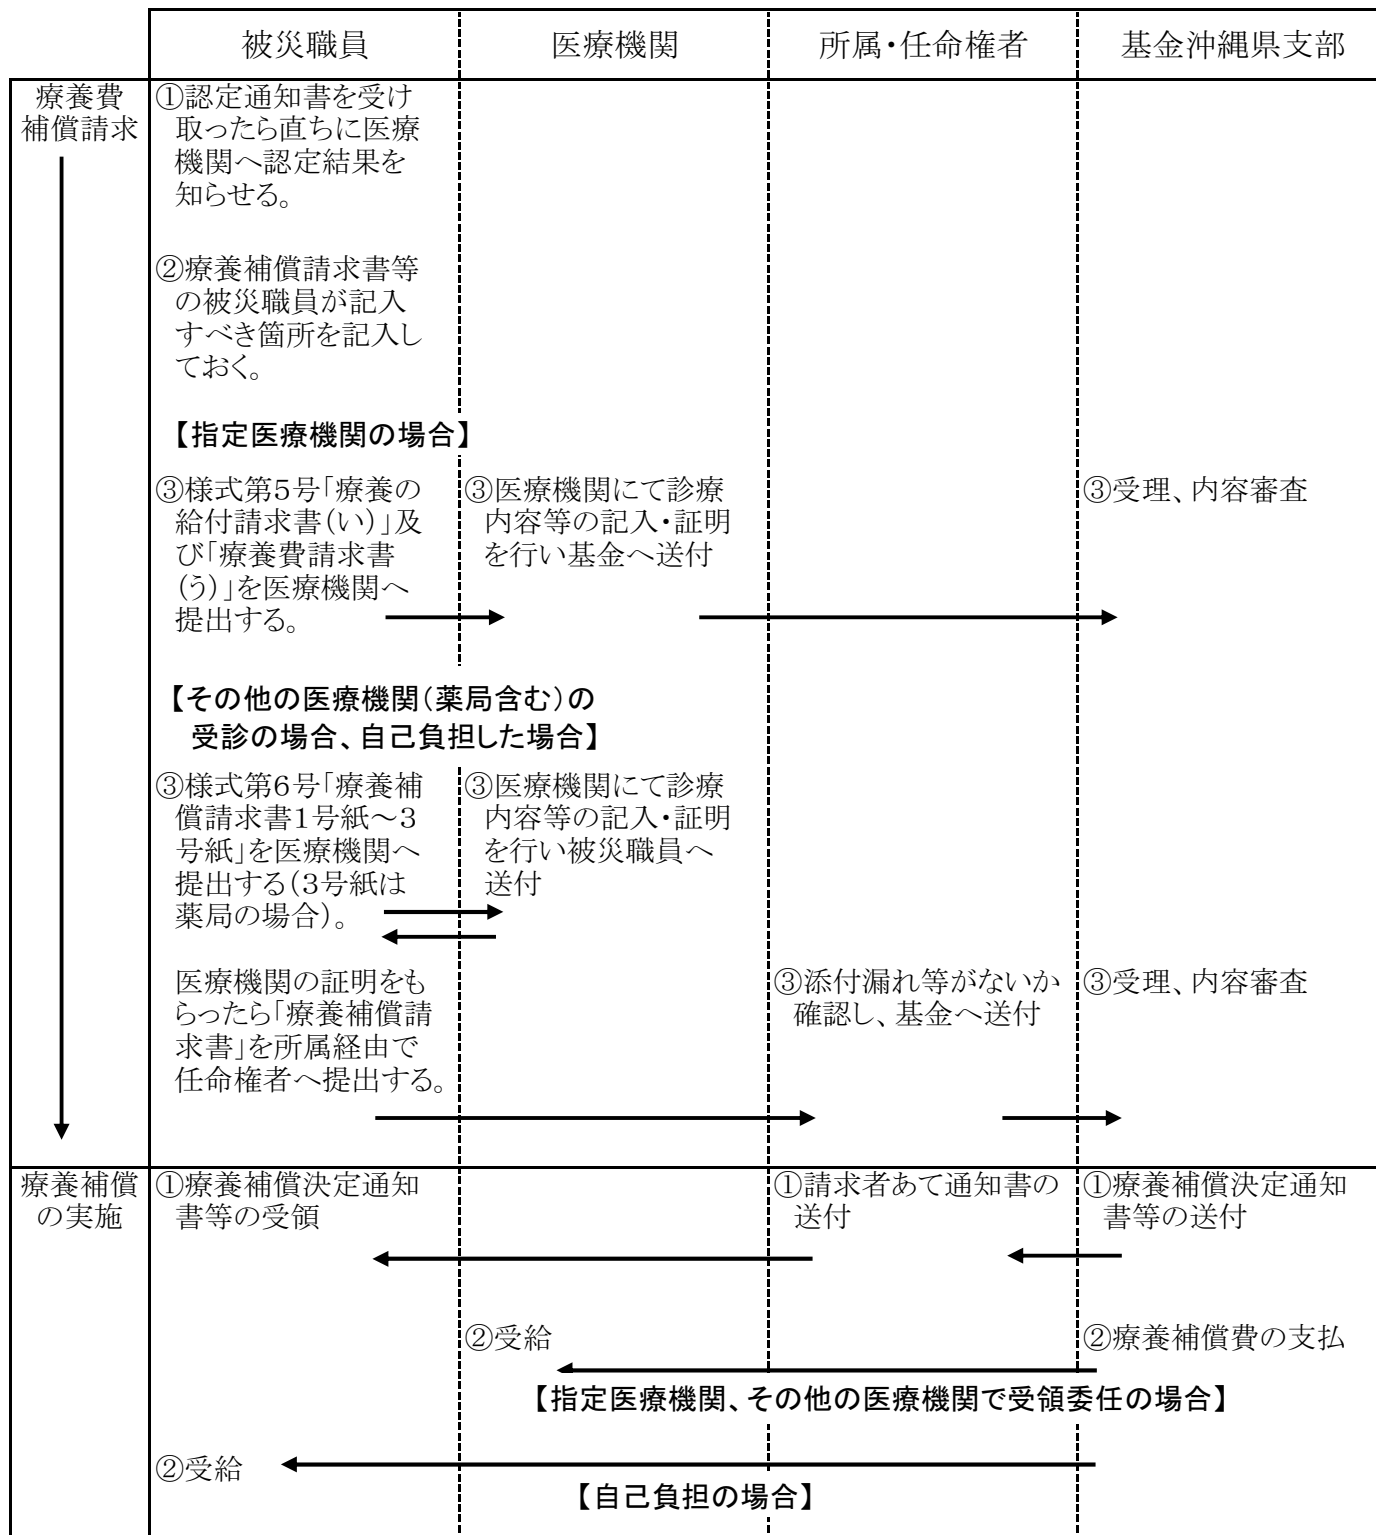 被災職員
医療機関
所属・任命権者
基金沖縄県支部
療養費
補償請求
①認定通知書を受け
取ったら直ちに医療
機関へ認定結果を
知らせる。
②療養補償請求書等
の被災職員が記入
すべき箇所を記入し
ておく。
【指定医療機関の場合】
③様式第5号「療養の
給付請求書(い)」及
び「療養費請求書
(う)」を医療機関へ
提出する。
③医療機関にて診療
内容等の記入・証明
を行い基金へ送付
③受理、内容審査
【その他の医療機関(薬局含む)の
受診の場合、自己負担した場合】
③様式第6号「療養補
償請求書1号紙～3
号紙」を医療機関へ
提出する(3号紙は
薬局の場合)。
③医療機関にて診療
内容等の記入・証明
を行い被災職員へ
送付
医療機関の証明をも
らったら「療養補償請
求書」を所属経由で
任命権者へ提出する。
③添付漏れ等がないか
確認し、基金へ送付
③受理、内容審査
療養補償
の実施
①療養補償決定通知
書等の受領
①請求者あて通知書の
送付
①療養補償決定通知
書等の送付
②受給
②療養補償費の支払
【指定医療機関、その他の医療機関で受領委任の場合】
②受給
【自己負担の場合】